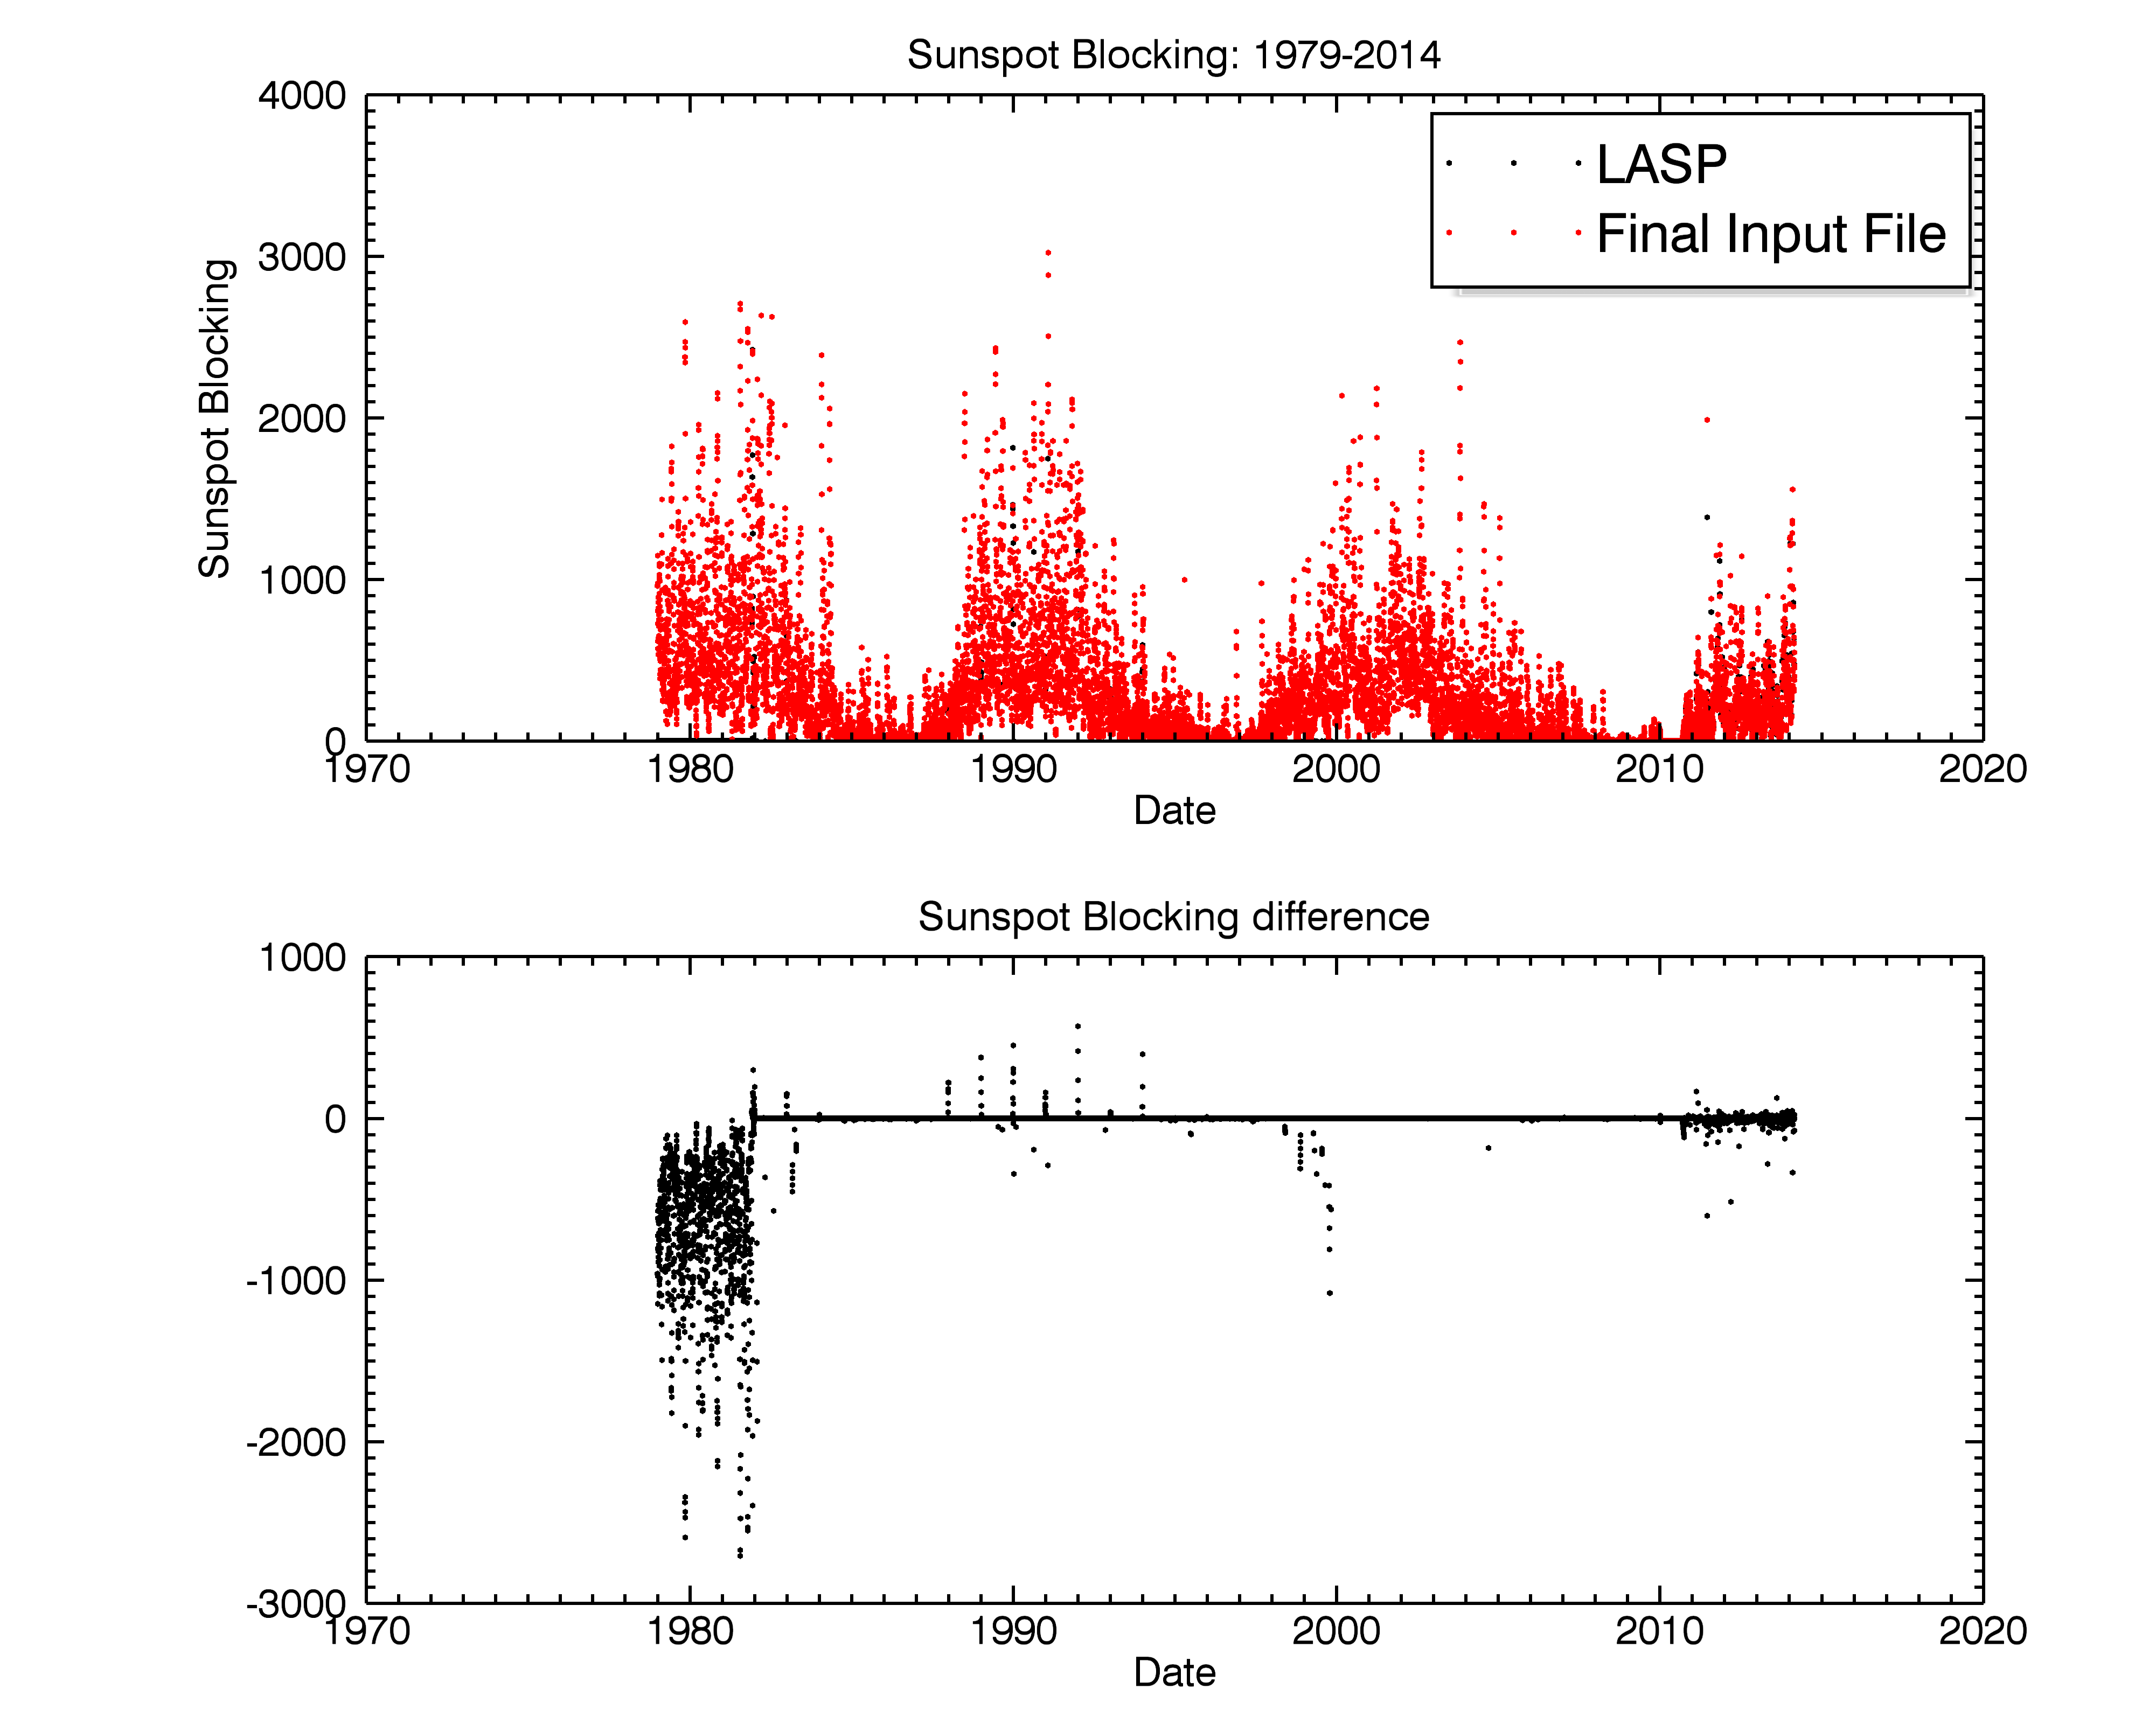 Sunspot Blocking: 1979-2014
4000
3000
2000
1000
0
Sunspot Blocking
LASP
Final Input File
1970 1980 1990 2000 2010 2020
Date
Sunspot Blocking difference
1000
0
-1000
-2000
-3000
1970 1980 1990 2000 2010 2020
Date